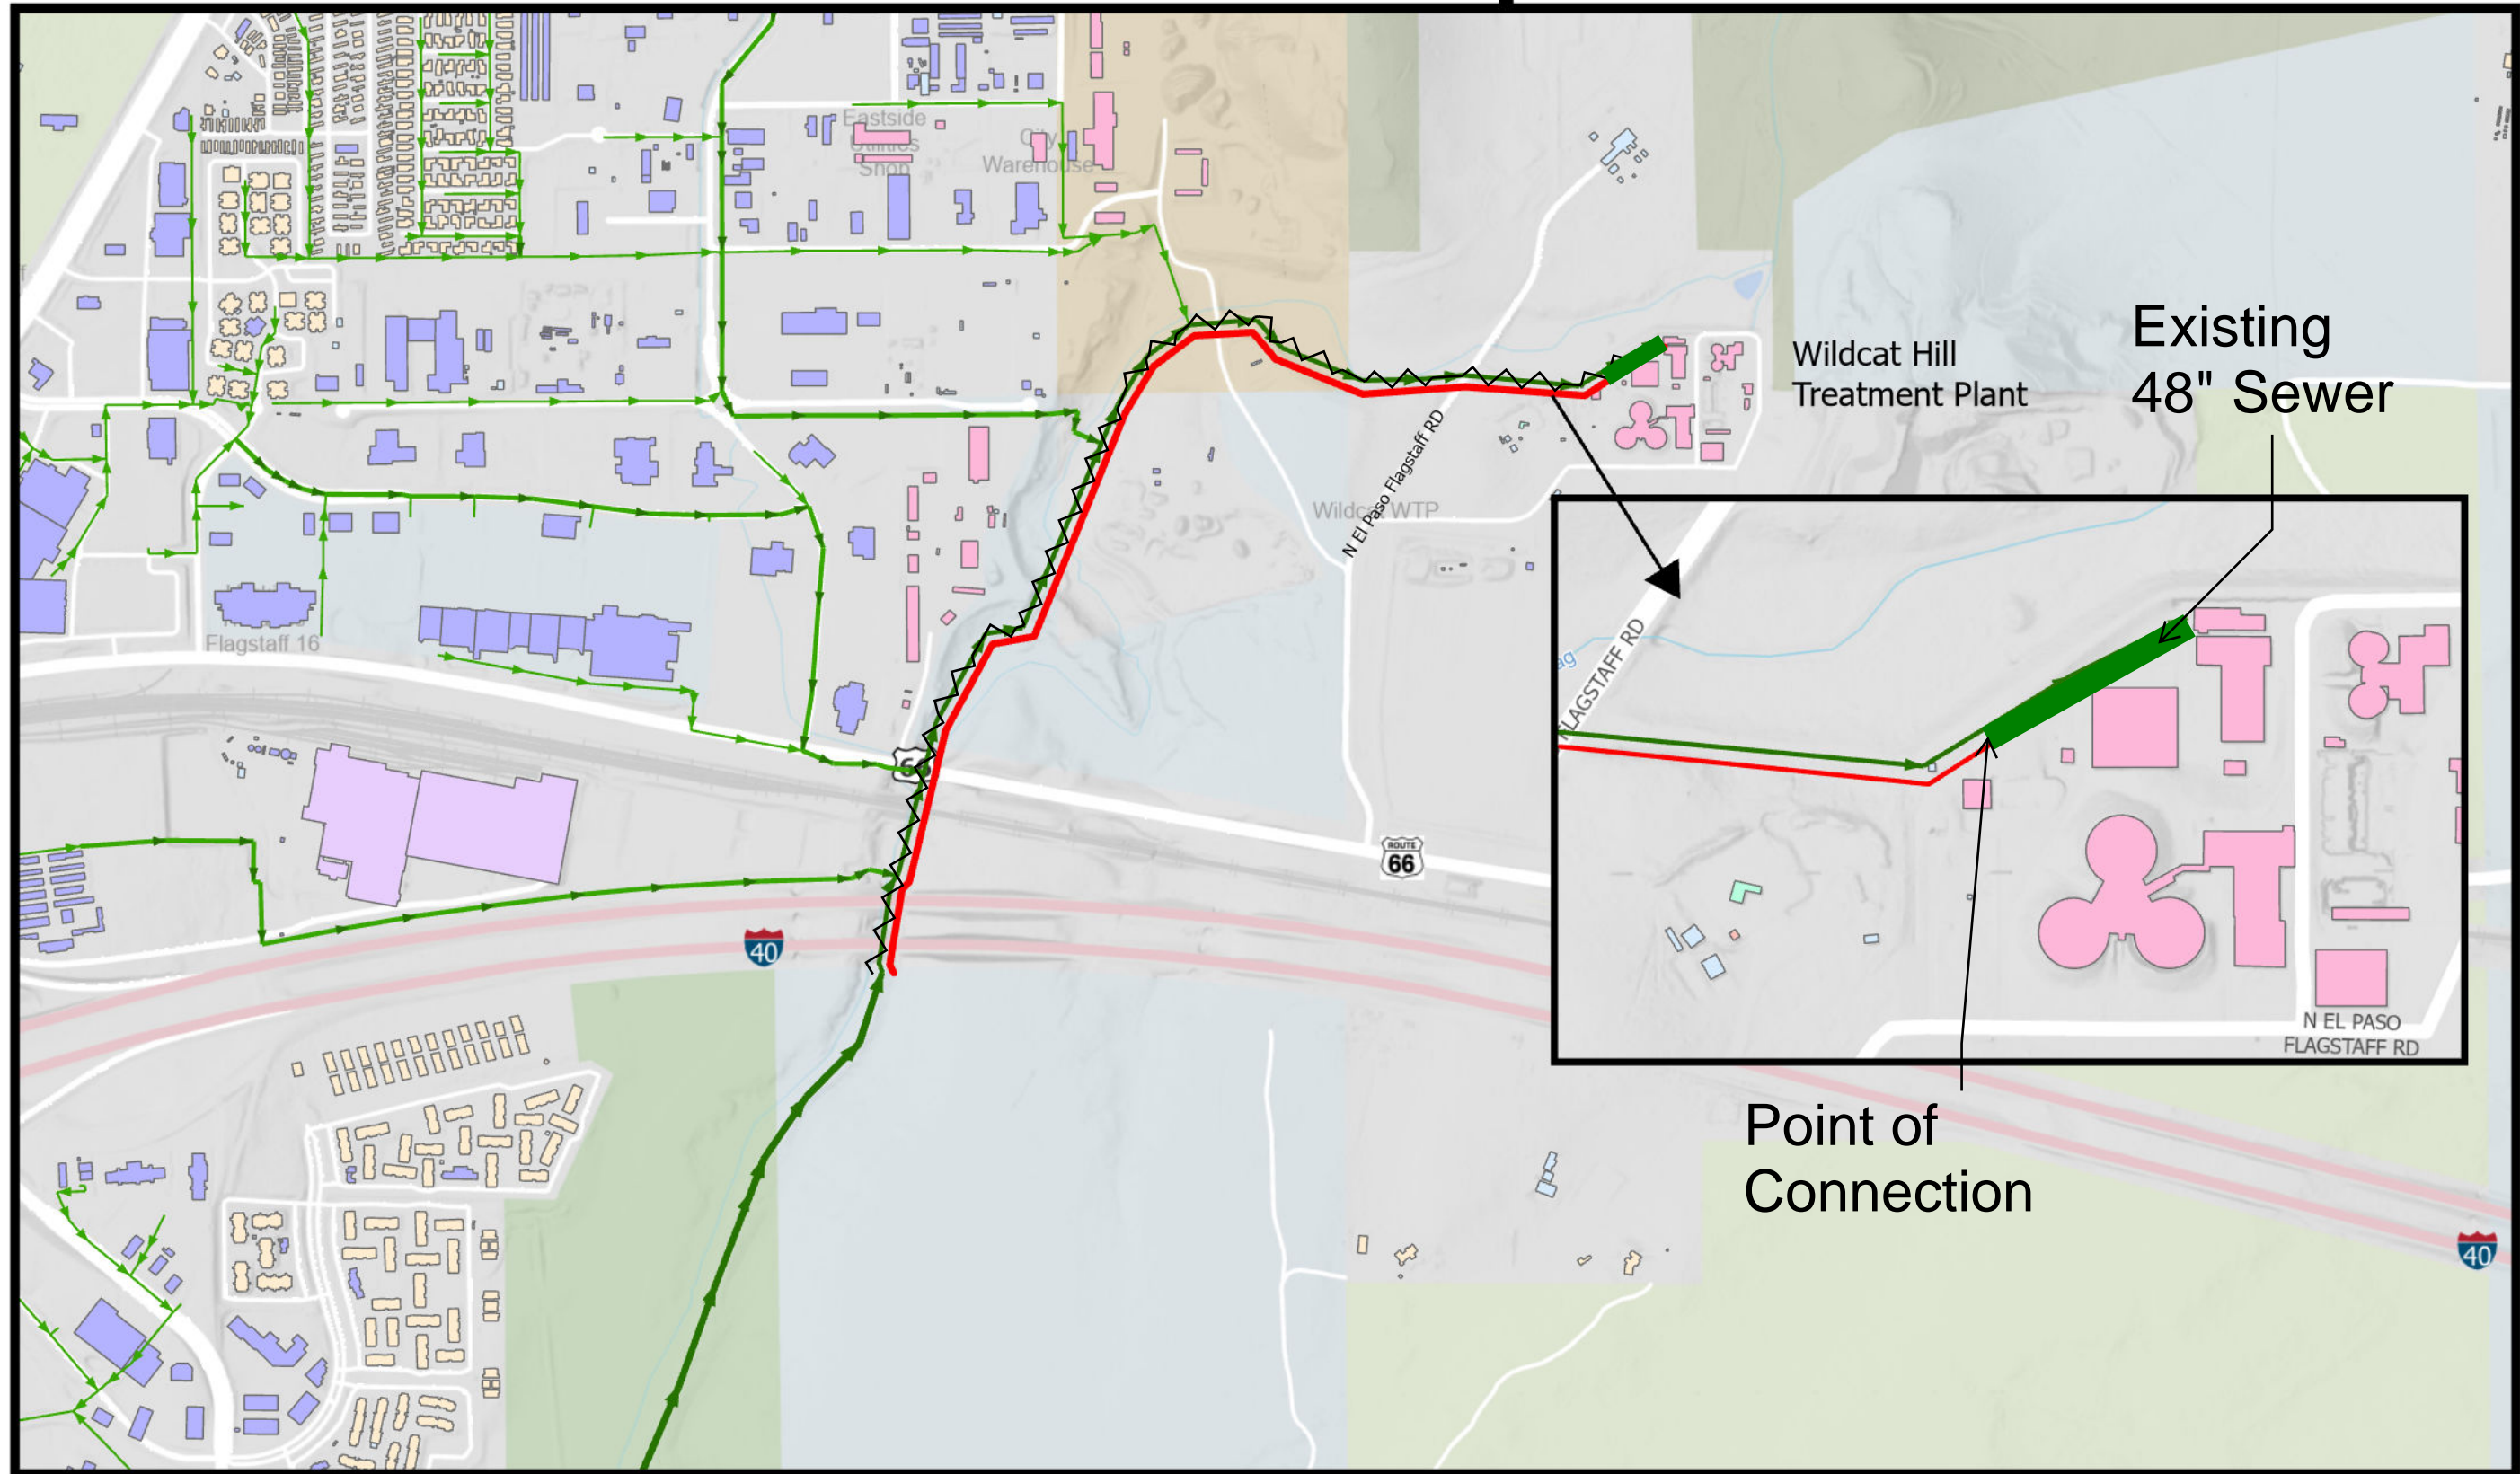 Eastside
Utilities
Shop
City
Warehouse
Existing
48" Sewer
Wildcat Hill
Treatment Plant
N El Paso Flagstaff RD
Wildcat WTP
Flagstaff 16
FLAGSTAFF RD
ag
66
ROUTE
66
40
N EL PASO
FLAGSTAFF RD
Point of
Connection
40